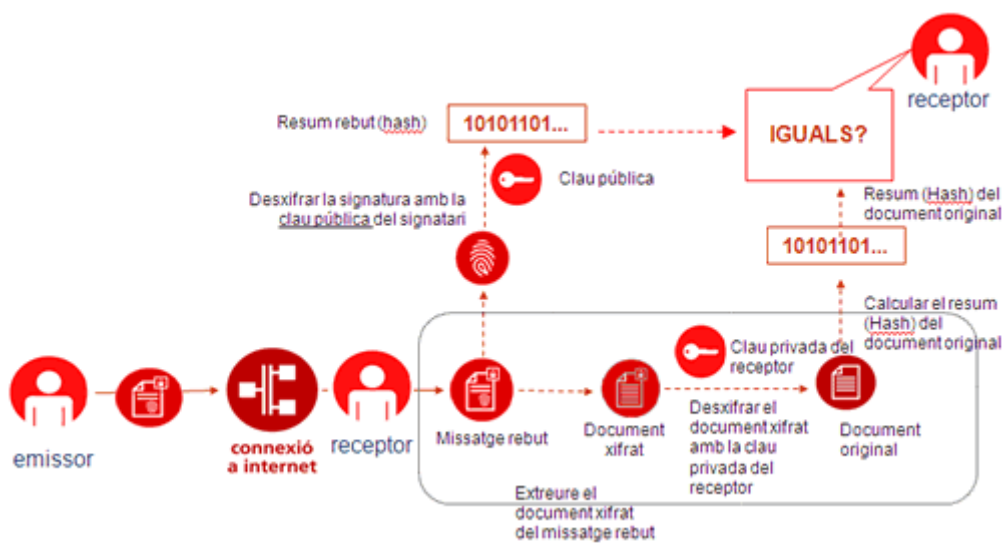 receptor
Resum rebut (hash)
10101101...
IGUALS?
Clau pública
Desxifrar la signatura amb la
clau pública del signatari
Resum (Hash) del
document original
10101101...
Calcular el resum
(Hash) del
document original
Clau privada del
receptor
emissor
connexió
a internet
receptor
Missatge rebut
Document
xifrat
Desxifrar el
document xifrat
amb la clau
privada del
receptor
Document
original
Extreure el
document xifrat
del missatge rebut